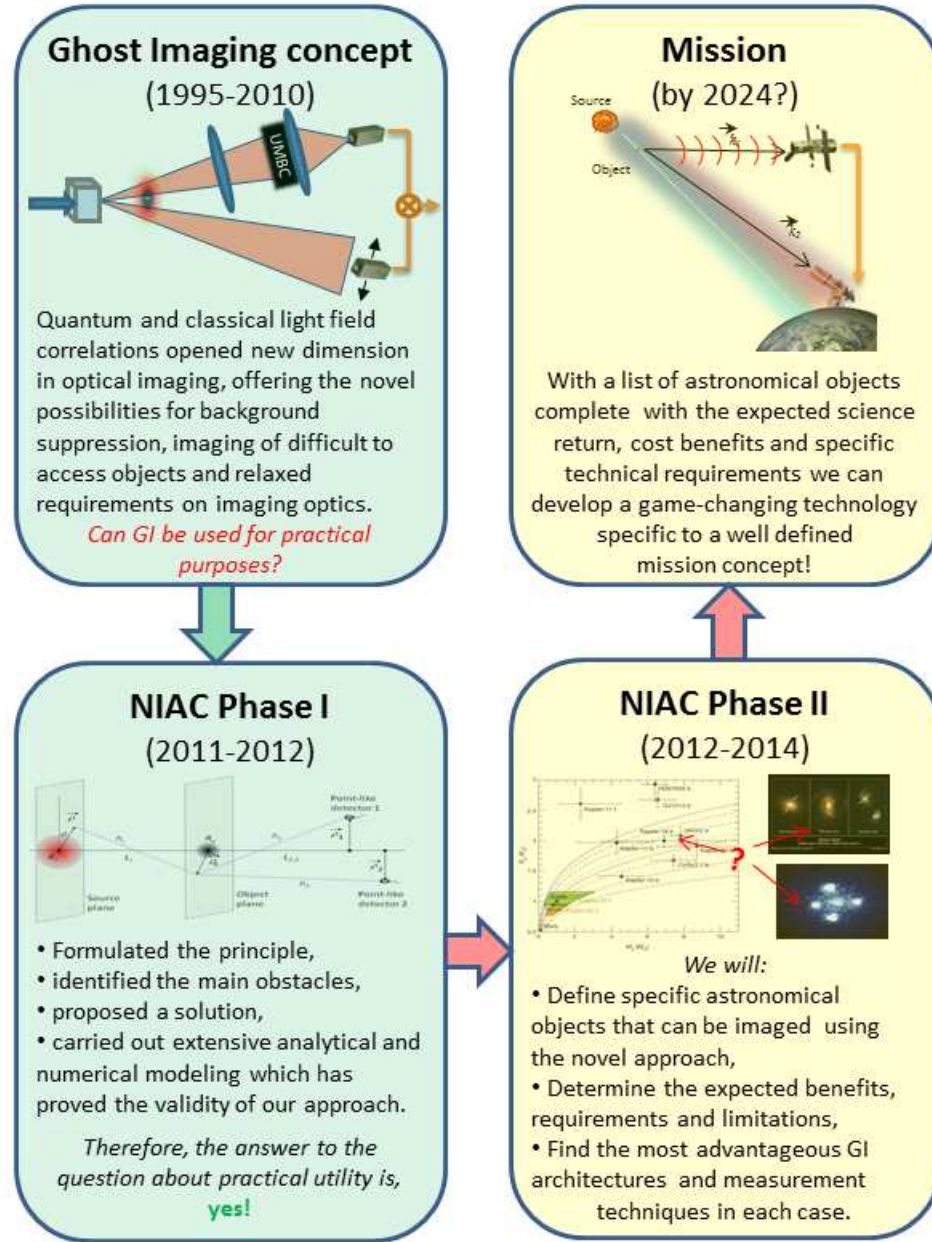 Ghost Imaging concept
(1995-2010)
UMBC
Quantum and classical light field
correlations opened new dimension
in optical imaging, offering the novel
possibilities for background
suppression, imaging of difficult to
access objects and relaxed
requirements on imaging optics.
Can GI be used for practical
purposes?
NIAC Phase I
(2011-2012)
Point-like
detector 1
Source
plane
Object
plane
Point-like
detector 2
• Formulated the principle,
• identified the main obstacles,
• proposed a solution,
• carried out extensive analytical and
numerical modeling which has
proved the validity of our approach.
Therefore, the answer to the
question about practical utility is,
yes!
NIAC Phase II
(2012-2014)
?
We will:
• Define specific astronomical
objects that can be imaged using
the novel approach,
• Determine the expected benefits,
requirements and limitations,
• Find the most advantageous GI
architectures and measurement
techniques in each case.
Mission
(by 2024?)
Source
Object
With a list of astronomical objects
complete with the expected science
return, cost benefits and specific
technical requirements we can
develop a game-changing technology
specific to a well defined
mission concept!